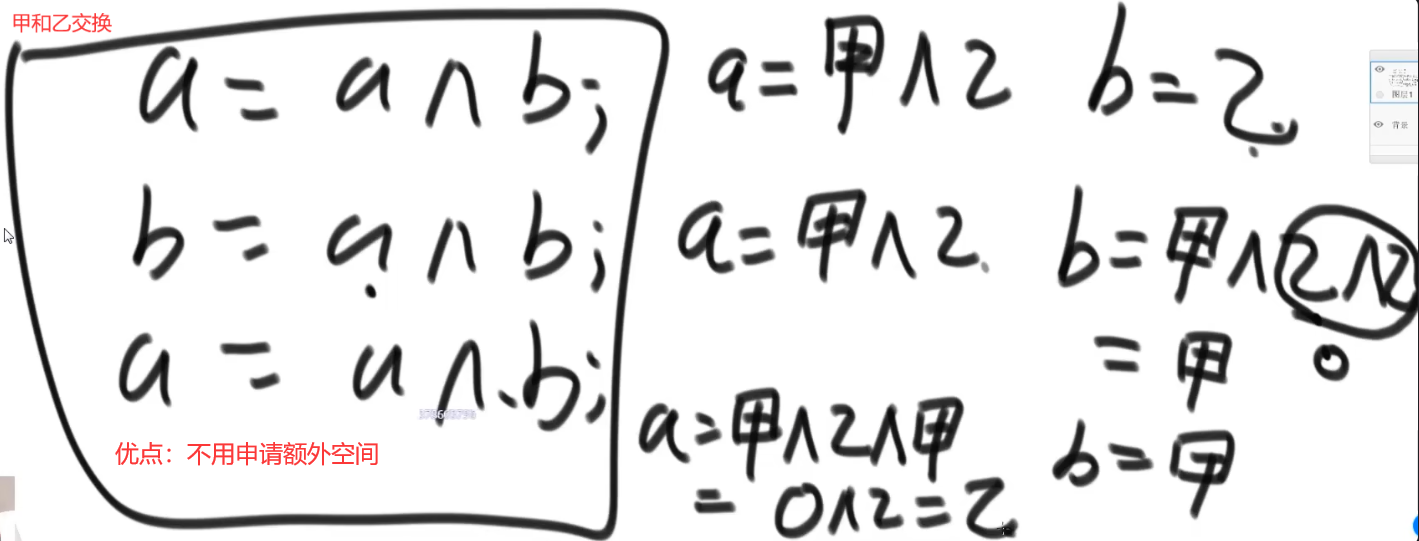 甲和乙交换
a = a ∧ b;
b = a ∧ b;
a = a ∧ b;
优点：不用申请额外空间
a = 甲 ∧ 乙 b = 乙
a = 甲 ∧ 乙 b = 甲 ∧ 乙 ∧ 乙
0
= 甲
a = 甲 ∧ 乙 ∧ 甲
= 0 ∧ 乙 = 乙
b = 甲
图层1
背景